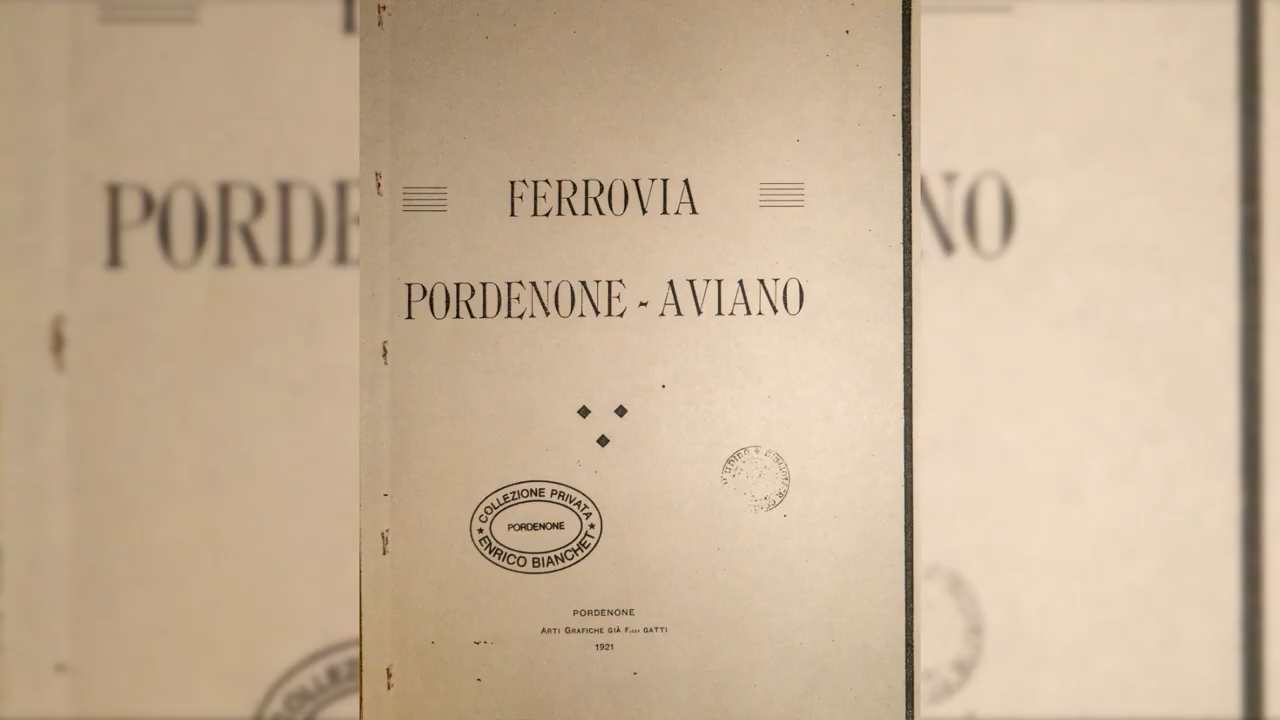 FERROVIA
PORDENONE - AVIANO
COLLEZIONE PRIVATA
PORDENONE
ENRICO BIANCHET
PORDENONE
ARTI GRAFICHE GIÀ F.LLI GATTI
1921